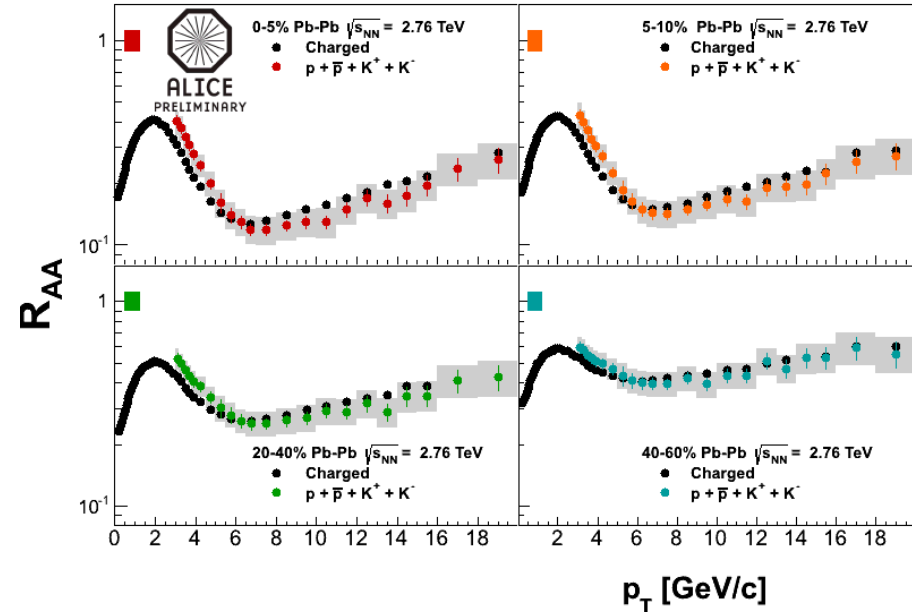 0-5% Pb-Pb √sNN = 2.76 TeV
Charged
p + p̅ + K⁺ + K⁻
ALICE
PRELIMINARY
5-10% Pb-Pb √sNN = 2.76 TeV
Charged
p + p̅ + K⁺ + K⁻
1
10⁻¹
RAA
20-40% Pb-Pb √sNN = 2.76 TeV
Charged
p + p̅ + K⁺ + K⁻
40-60% Pb-Pb √sNN = 2.76 TeV
Charged
p + p̅ + K⁺ + K⁻
1
10⁻¹
0 2 4 6 8 10 12 14 16 18 2 4 6 8 10 12 14 16 18
pT [GeV/c]